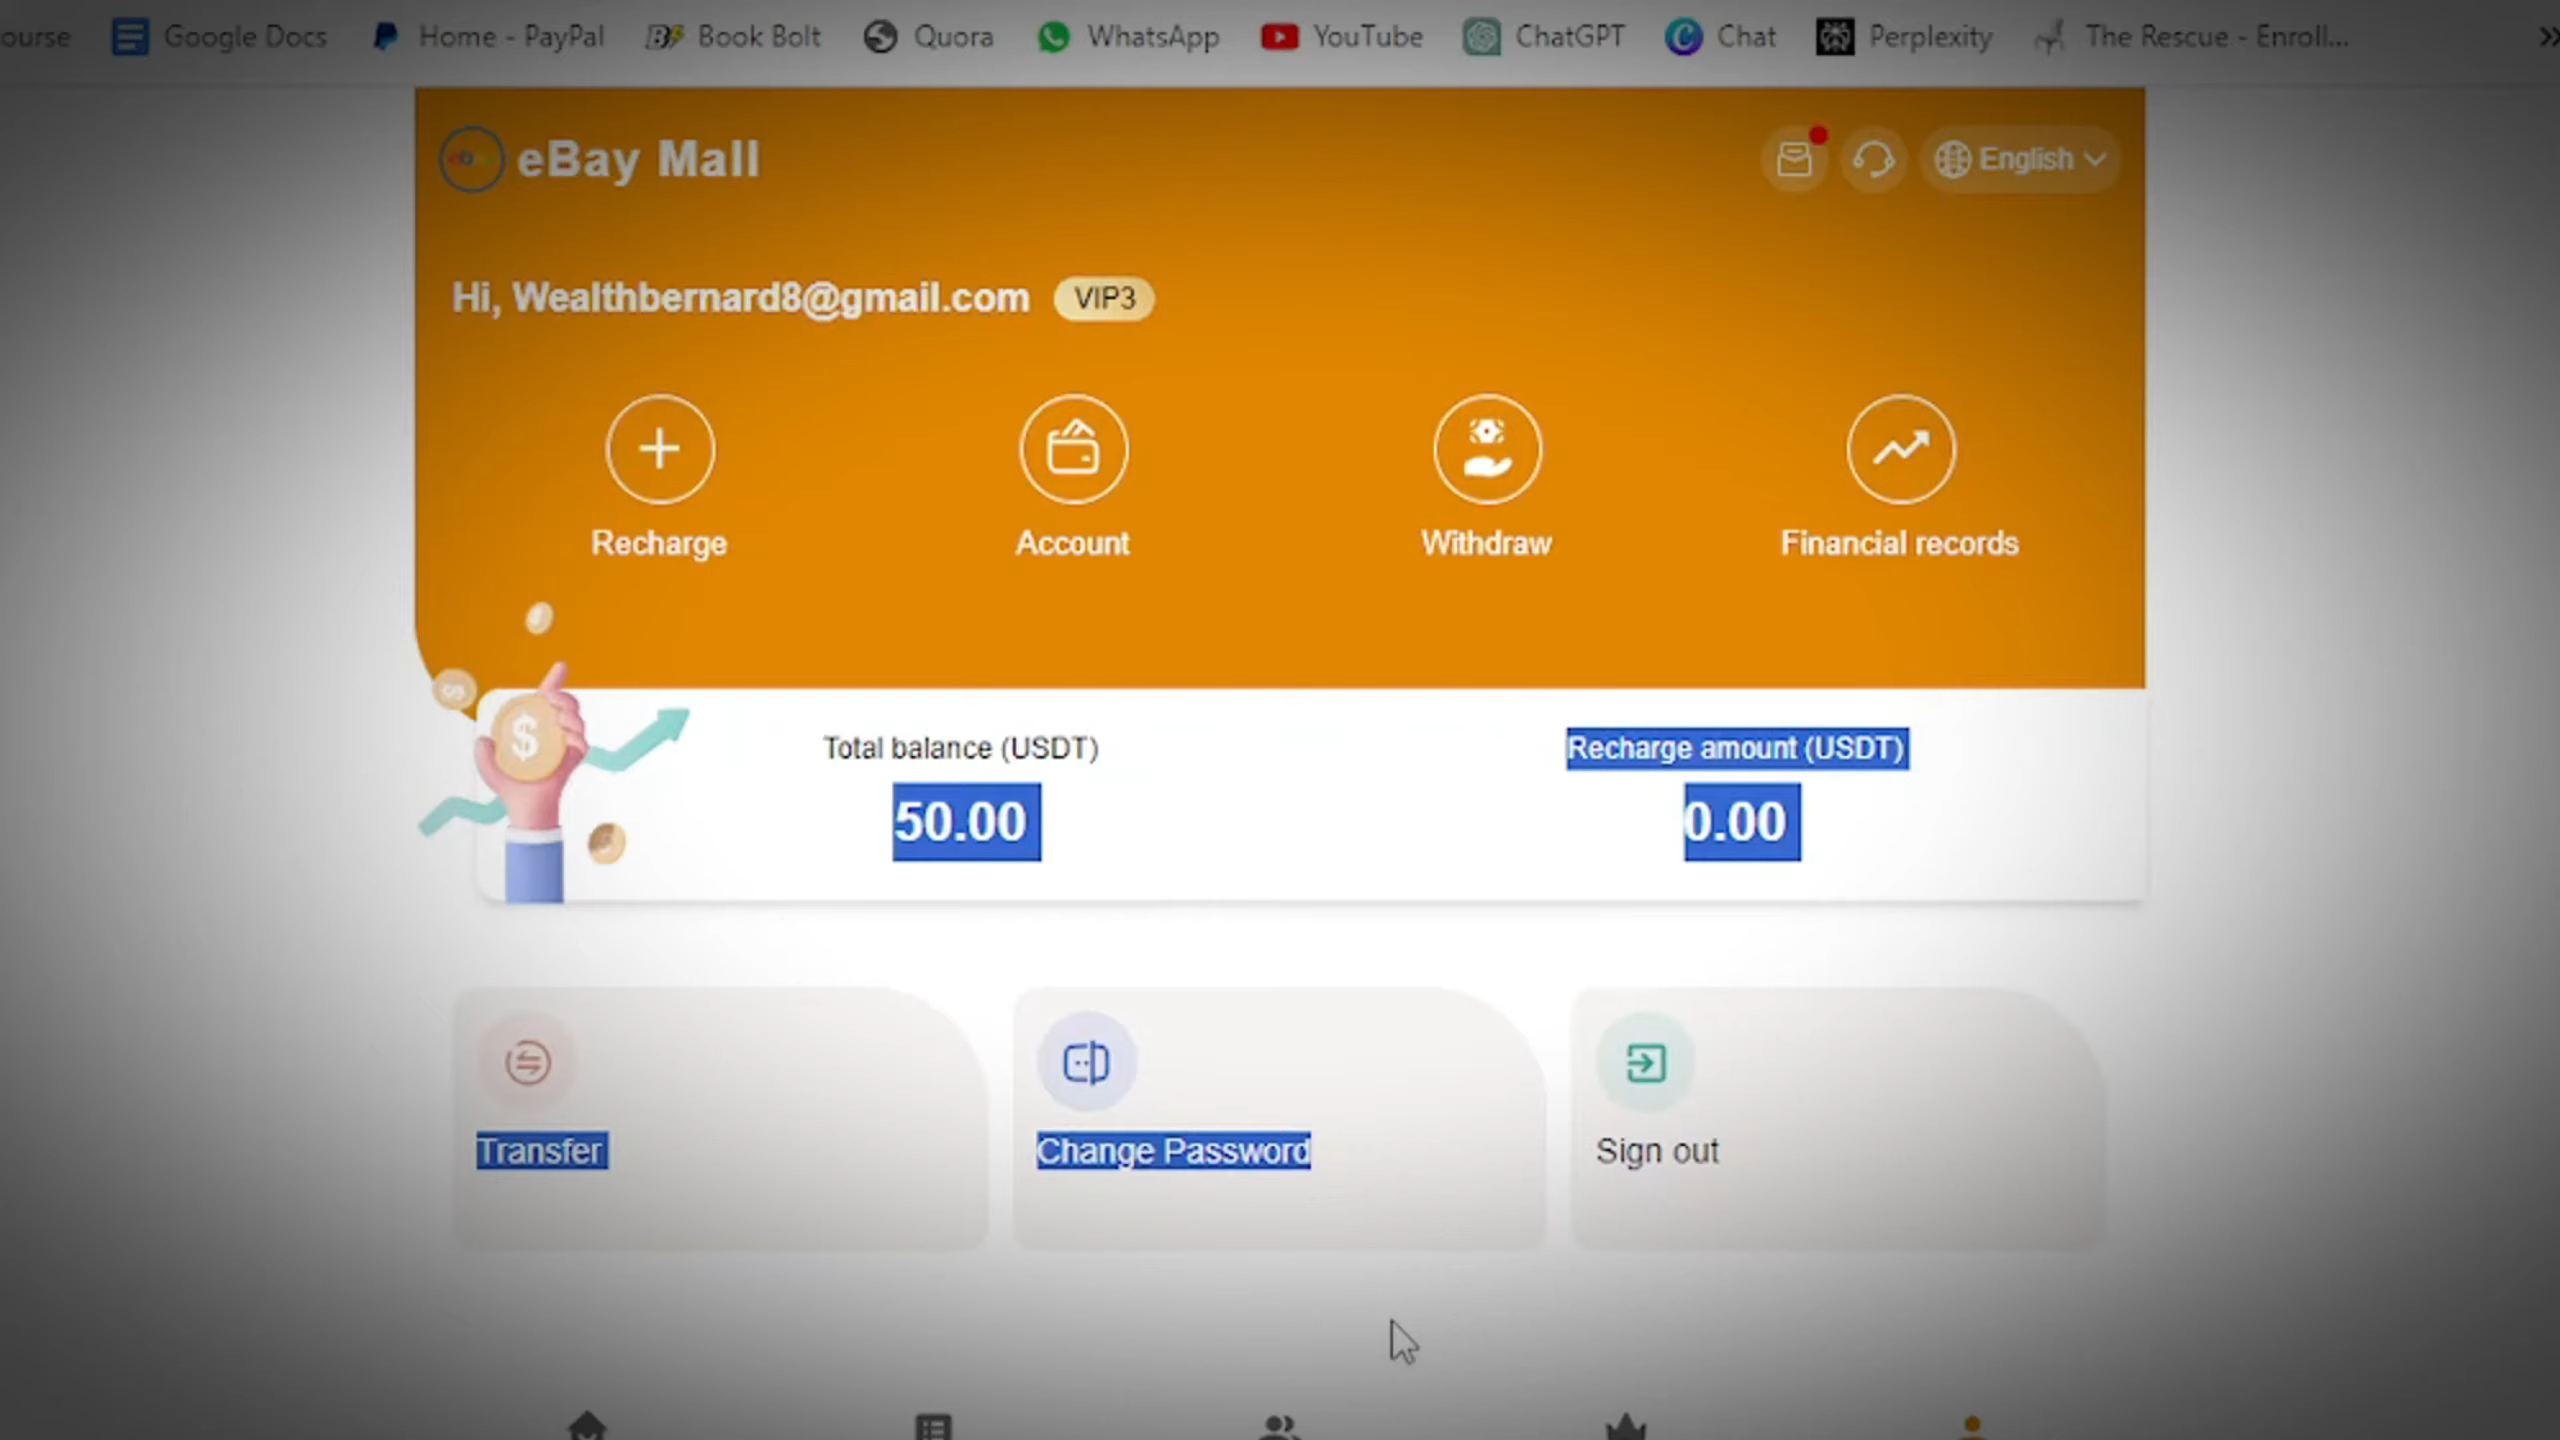 ourse Google Docs Home - PayPal Book Bolt Quora WhatsApp YouTube ChatGPT Chat Perplexity The Rescue - Enroll... »
eBay Mall English
Hi, Wealthbernard8@gmail.com VIP3
Recharge Account Withdraw Financial records
Total balance (USDT) Recharge amount (USDT)
50.00 0.00
Transfer Change Password Sign out